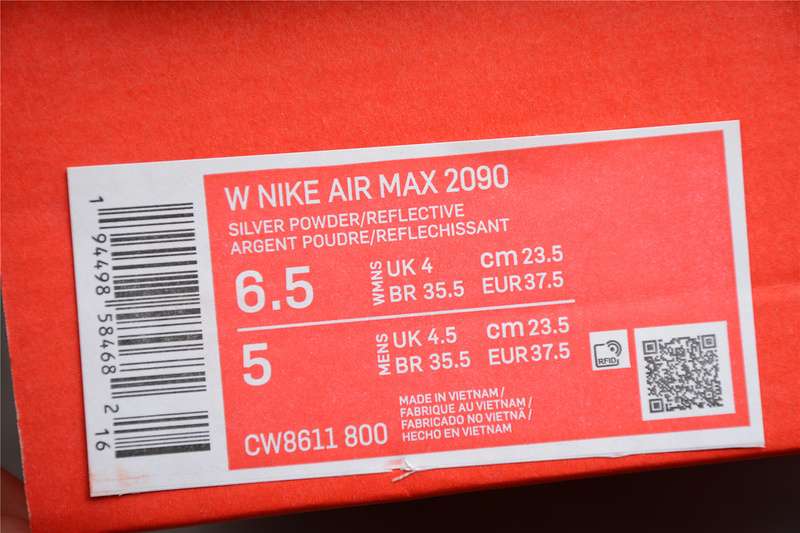 W NIKE AIR MAX 2090
SILVER POWDER/REFLECTIVE
ARGENT POUDRE/REFLECHISSANT
6.5 WMNS UK 4 cm 23.5
BR 35.5 EUR 37.5
5 MENS UK 4.5 cm 23.5
BR 35.5 EUR 37.5
RFID
MADE IN VIETNAM /
FABRIQUE AU VIETNAM /
FABRICADO NO VIETNÃ /
HECHO EN VIETNAM
CW8611 800
1 94498 58468 2 16